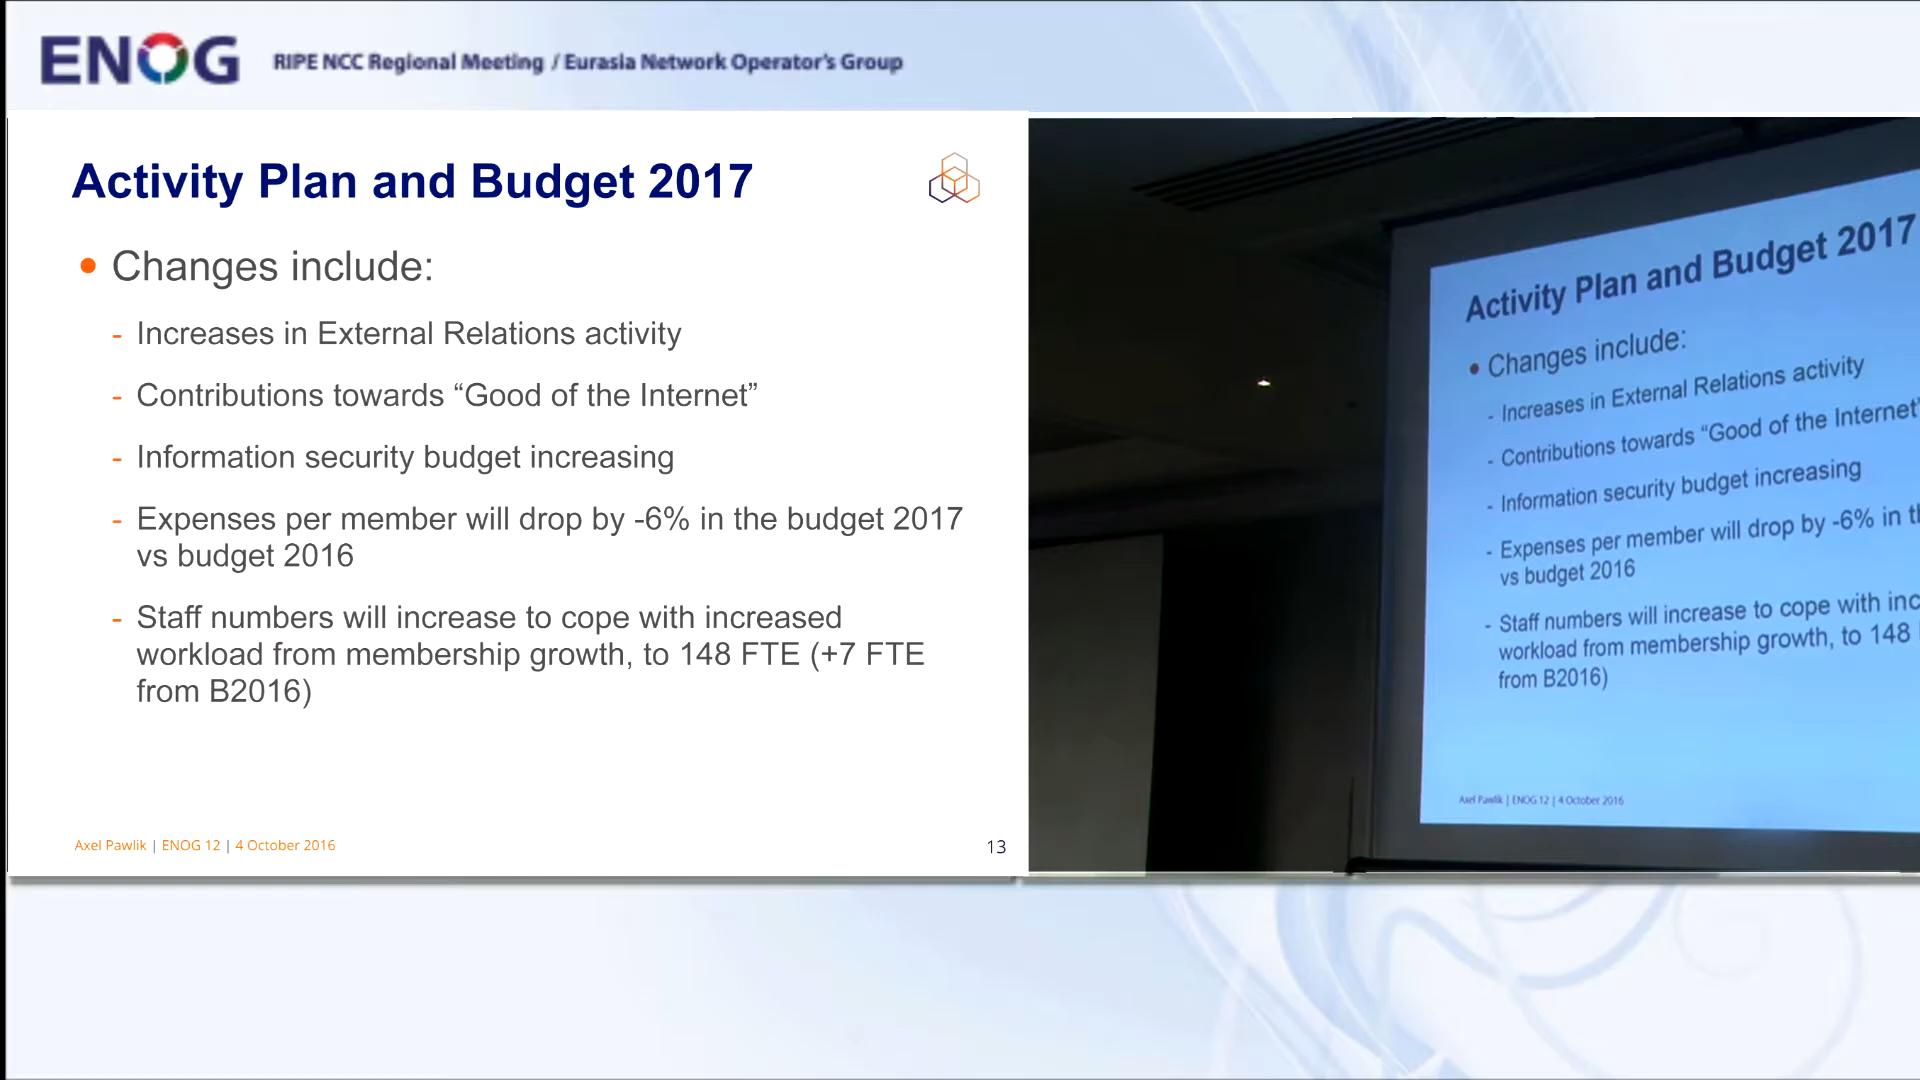 ENOG RIPE NCC Regional Meeting / Eurasia Network Operator's Group
Activity Plan and Budget 2017
• Changes include:
- Increases in External Relations activity
- Contributions towards “Good of the Internet”
- Information security budget increasing
- Expenses per member will drop by -6% in the budget 2017
vs budget 2016
- Staff numbers will increase to cope with increased
workload from membership growth, to 148 FTE (+7 FTE
from B2016)
Axel Pawlik | ENOG 12 | 4 October 2016
13
Activity Plan and Budget 2017
• Changes include:
- Increases in External Relations activity
- Contributions towards “Good of the Internet”
- Information security budget increasing
- Expenses per member will drop by -6% in
vs budget 2016
- Staff numbers will increase to cope with
workload from membership growth, to 148
from B2016)
Axel Pawlik | ENOG 12 | 4 October 2016